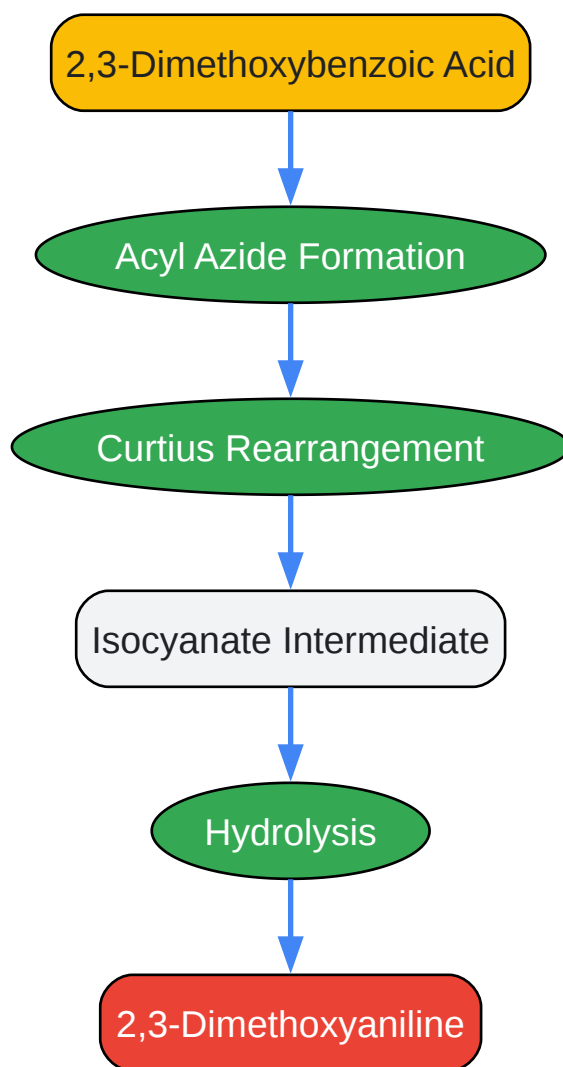 2,3-Dimethoxybenzoic Acid
Acyl Azide Formation
Curtius Rearrangement
Isocyanate Intermediate
Hydrolysis
2,3-Dimethoxyaniline